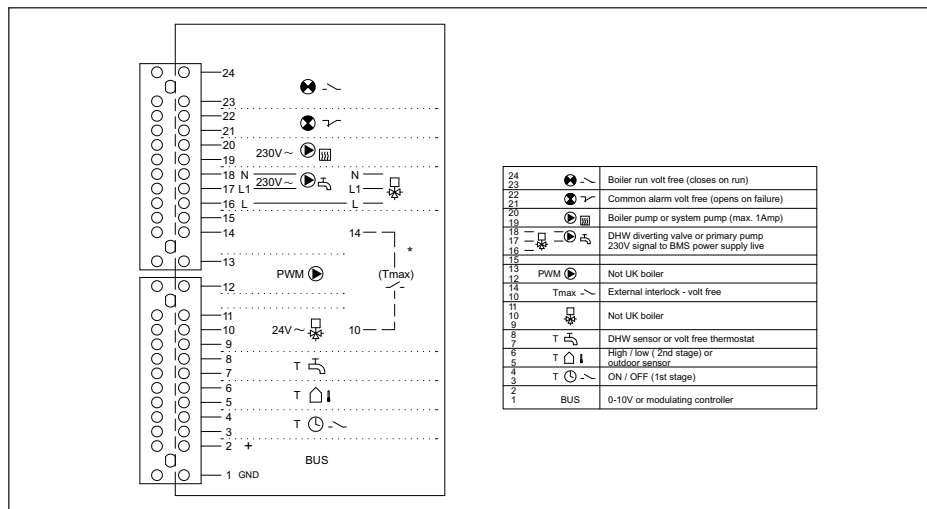 24
23
22
21
20
230V~
19
18 N N
230V~
17 L1 L1
16 L L
15
14 14
*
13
PWM (Tmax)
12
11
10 24V~ 10
9
8
T
7
6
T
5
4
T
3
2 +
BUS
1 GND
24
23 Boiler run volt free (closes on run)
22
21 Common alarm volt free (opens on failure)
20
19 Boiler pump or system pump (max. 1Amp)
18 DHW diverting valve or primary pump
17 230V signal to BMS power supply live
16
15
13
12 PWM Not UK boiler
14
10 Tmax External interlock - volt free
11
10 Not UK boiler
9
8
7 T DHW sensor or volt free thermostat
6 High / low ( 2nd stage) or
5 T outdoor sensor
4
3 T ON / OFF (1st stage)
2
1 BUS 0-10V or modulating controller